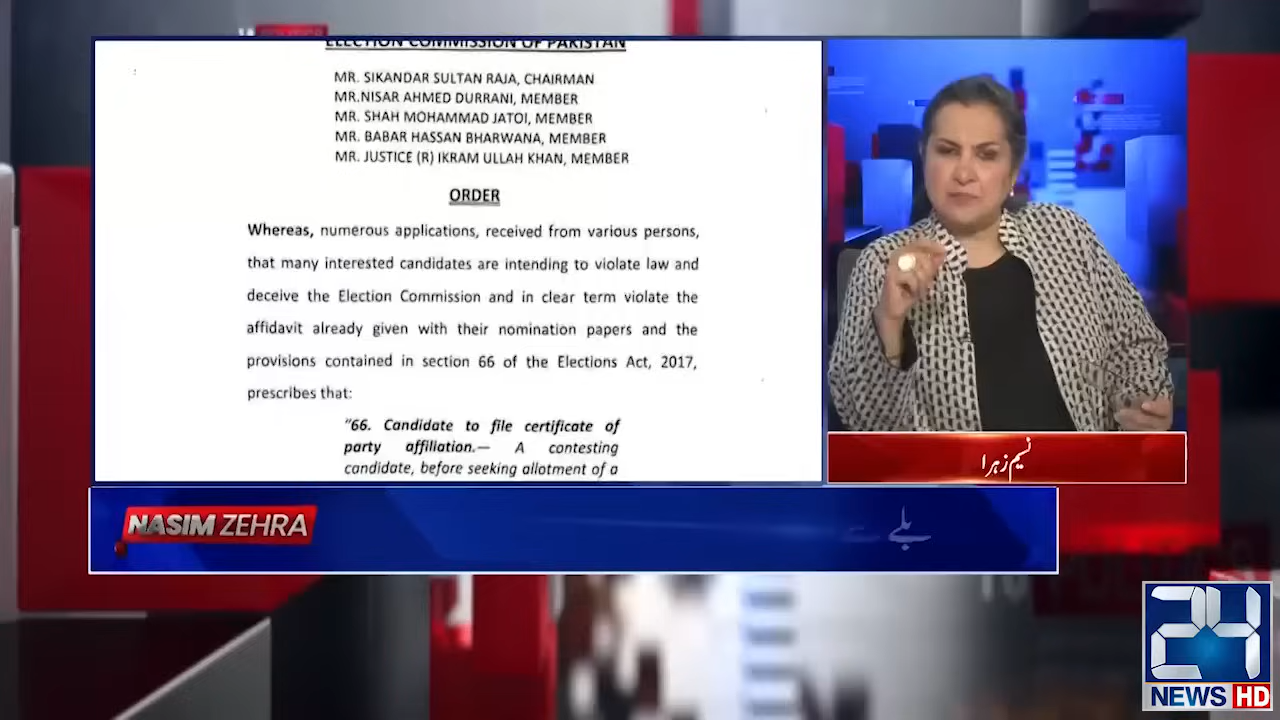 ELECTION COMMISSION OF PAKISTAN
MR. SIKANDAR SULTAN RAJA, CHAIRMAN
MR.NISAR AHMED DURRANI, MEMBER
MR. SHAH MOHAMMAD JATOI, MEMBER
MR. BABAR HASSAN BHARWANA, MEMBER
MR. JUSTICE (R) IKRAM ULLAH KHAN, MEMBER
ORDER
Whereas, numerous applications, received from various persons,
that many interested candidates are intending to violate law and
deceive the Election Commission and in clear term violate the
affidavit already given with their nomination papers and the
provisions contained in section 66 of the Elections Act, 2017,
prescribes that:
"66. Candidate to file certificate of
party affiliation.— A contesting
candidate, before seeking allotment of a
نسیم زہرا
NASIM ZEHRA
بلے
24
NEWS HD